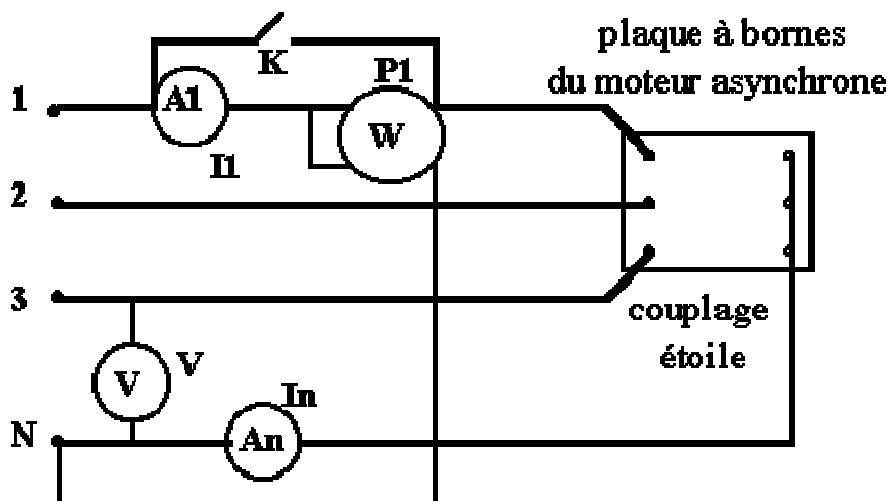 K
plaque à bornes
du moteur asynchrone
P1
1
A1
W
I1
2
3
couplage
étoile
V
V
In
N
An